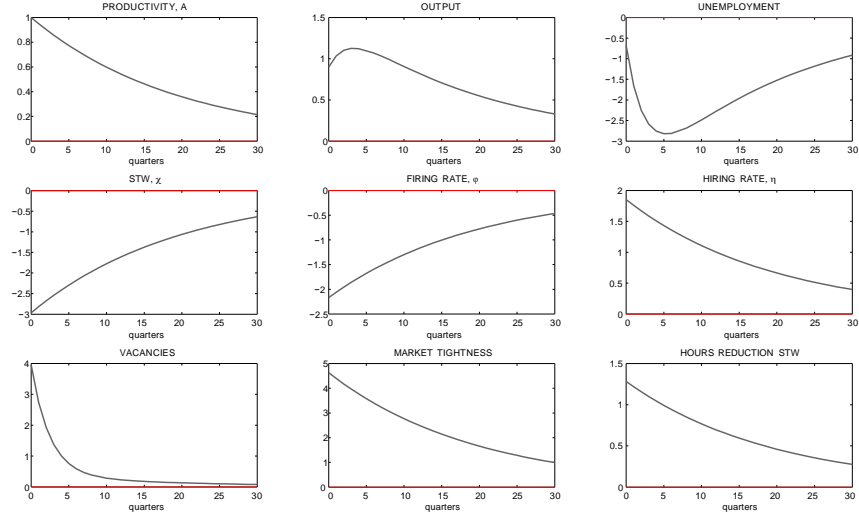 PRODUCTIVITY, A
1
0.8
0.6
0.4
0.2
0
0 5 10 15 20 25 30
quarters
OUTPUT
1.5
1
0.5
0
0 5 10 15 20 25 30
quarters
UNEMPLOYMENT
0
−0.5
−1
−1.5
−2
−2.5
−3
0 5 10 15 20 25 30
quarters
STW, χ
0
−0.5
−1
−1.5
−2
−2.5
−3
0 5 10 15 20 25 30
quarters
FIRING RATE, φ
0
−0.5
−1
−1.5
−2
−2.5
0 5 10 15 20 25 30
quarters
HIRING RATE, η
2
1.5
1
0.5
0
0 5 10 15 20 25 30
quarters
VACANCIES
4
3
2
1
0
0 5 10 15 20 25 30
quarters
MARKET TIGHTNESS
5
4
3
2
1
0
0 5 10 15 20 25 30
quarters
HOURS REDUCTION STW
1.5
1
0.5
0
0 5 10 15 20 25 30
quarters